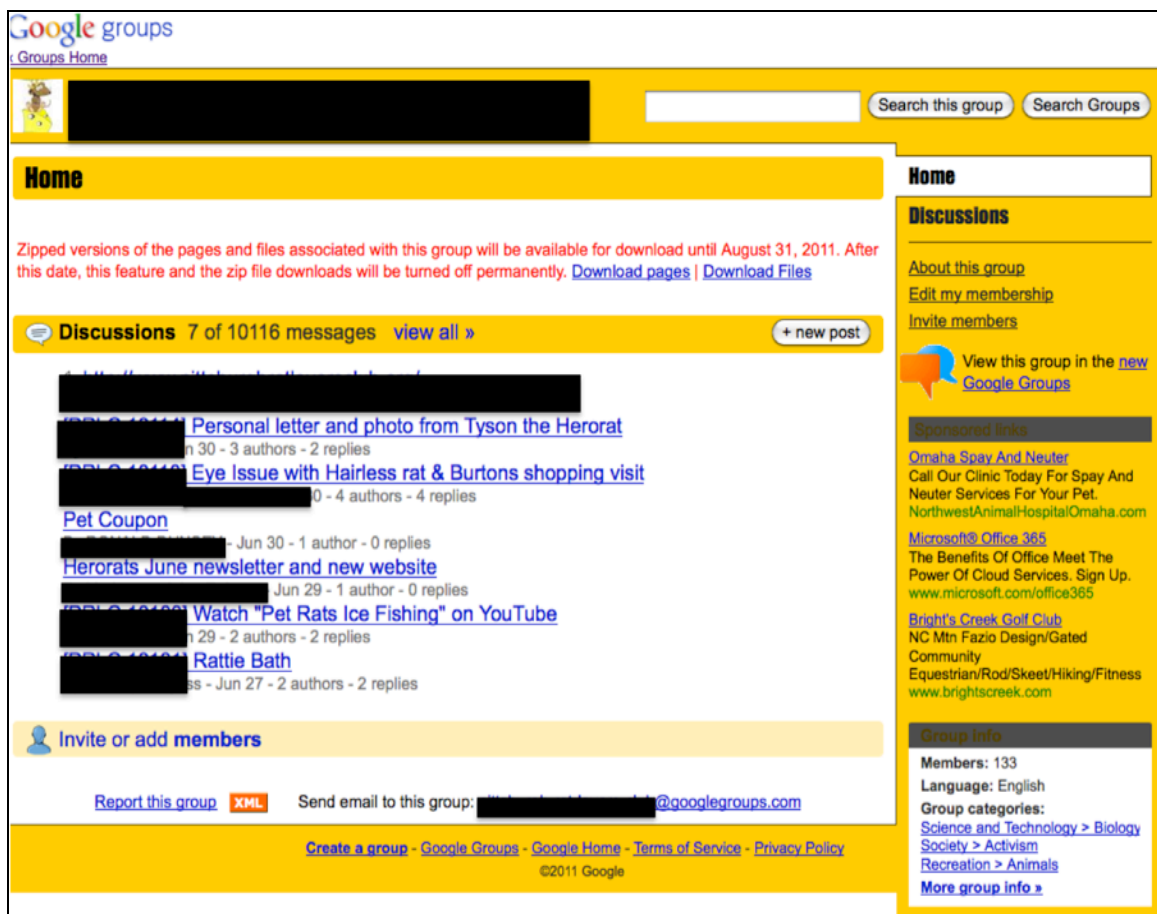 Google groups
‹ Groups Home
Search this group Search Groups
Home
Zipped versions of the pages and files associated with this group will be available for download until August 31, 2011. After
this date, this feature and the zip file downloads will be turned off permanently. Download pages | Download Files
Discussions 7 of 10116 messages view all »
+ new post
Personal letter and photo from Tyson the Herorat
30 - 3 authors - 2 replies
Eye Issue with Hairless rat & Burtons shopping visit
- 4 authors - 4 replies
Pet Coupon
- Jun 30 - 1 author - 0 replies
Herorats June newsletter and new website
Jun 29 - 1 author - 0 replies
Watch "Pet Rats Ice Fishing" on YouTube
29 - 2 authors - 2 replies
Rattie Bath
- Jun 27 - 2 authors - 2 replies
Invite or add members
Report this group XML Send email to this group: @googlegroups.com
Create a group - Google Groups - Google Home - Terms of Service - Privacy Policy
©2011 Google
Home
Discussions
About this group
Edit my membership
Invite members
View this group in the new
Google Groups
Sponsored links
Omaha Spay And Neuter
Call Our Clinic Today For Spay And
Neuter Services For Your Pet.
NorthwestAnimalHospitalOmaha.com
Microsoft® Office 365
The Benefits Of Office Meet The
Power Of Cloud Services. Sign Up.
www.microsoft.com/office365
Bright's Creek Golf Club
NC Mtn Fazio Design/Gated
Community
Equestrian/Rod/Skeet/Hiking/Fitness
www.brightscreek.com
Group info
Members: 133
Language: English
Group categories:
Science and Technology > Biology
Society > Activism
Recreation > Animals
More group info »